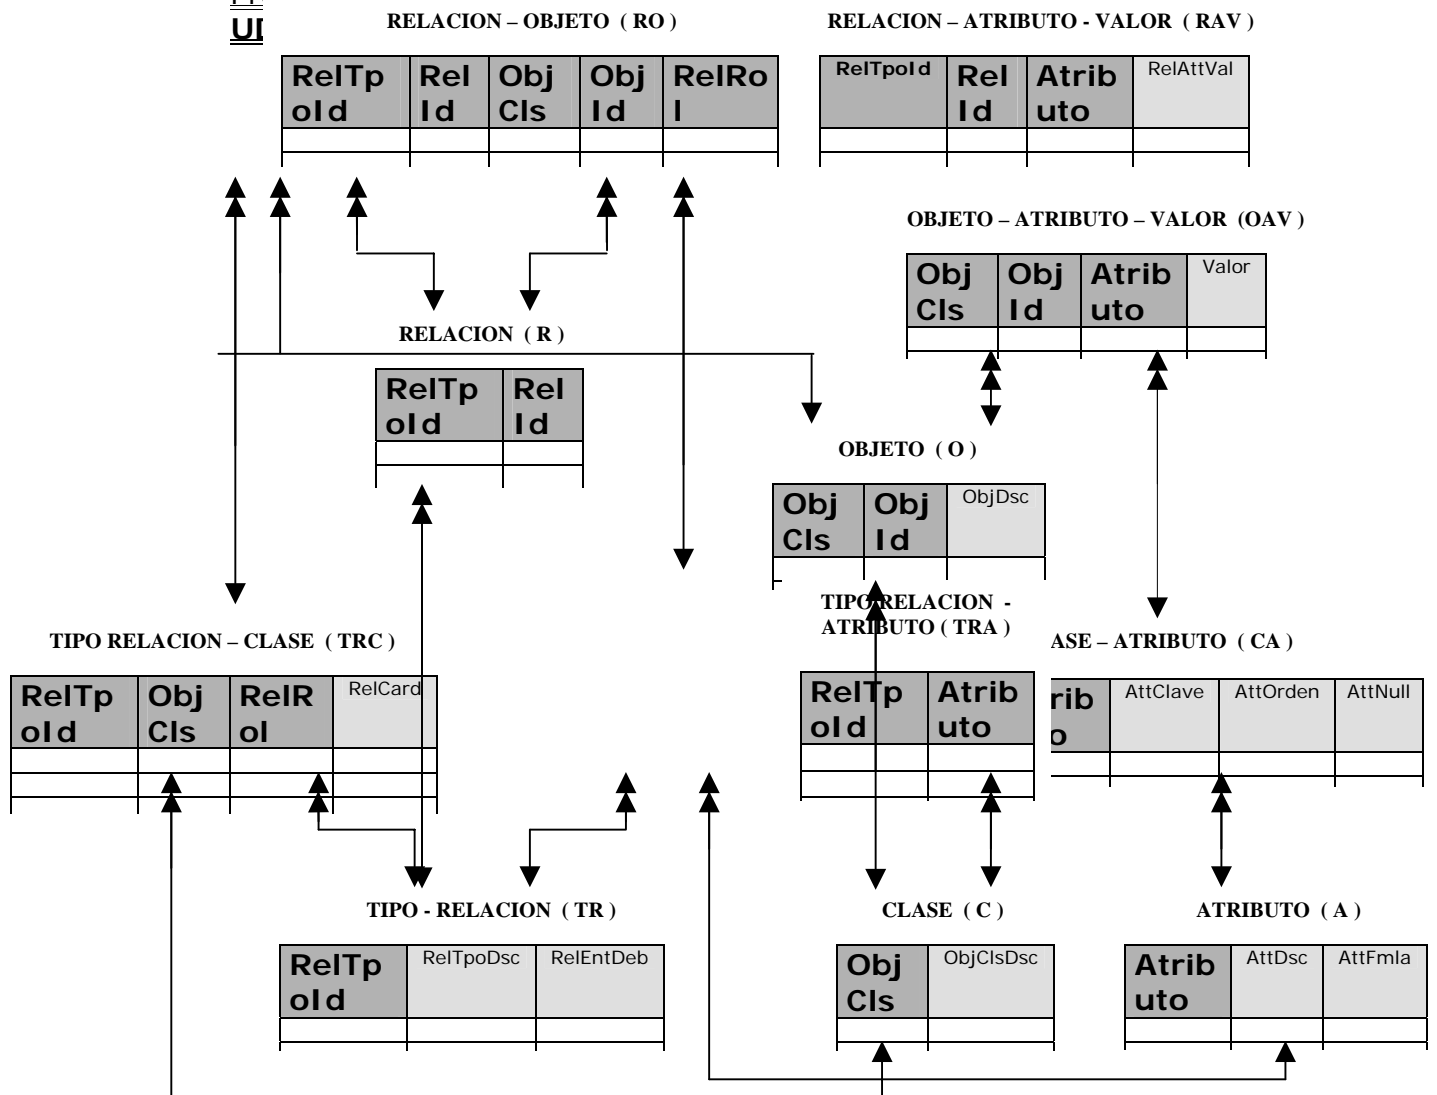 RELACION – OBJETO ( RO )
RELACION – ATRIBUTO - VALOR ( RAV )
RelTp Rel Obj Obj RelRo
oId Id Cls Id l
RelTpoId Rel Atrib RelAttVal
Id uto
OBJETO – ATRIBUTO – VALOR (OAV )
Obj Obj Atrib Valor
Cls Id uto
RELACION ( R )
RelTp Rel
oId Id
OBJETO ( O )
Obj Obj ObjDsc
Cls Id
TIPO RELACION -
ATRIBUTO ( TRA )
TIPO RELACION – CLASE ( TRC )
ASE – ATRIBUTO ( CA )
RelTp Obj RelR RelCard
oId Cls ol
RelTp Atrib
oId uto
rib AttClave AttOrden AttNull
o
TIPO - RELACION ( TR )
CLASE ( C )
ATRIBUTO ( A )
RelTp RelTpoDsc RelEntDeb
oId
Obj ObjClsDsc
Cls
Atrib AttDsc AttFmla
uto